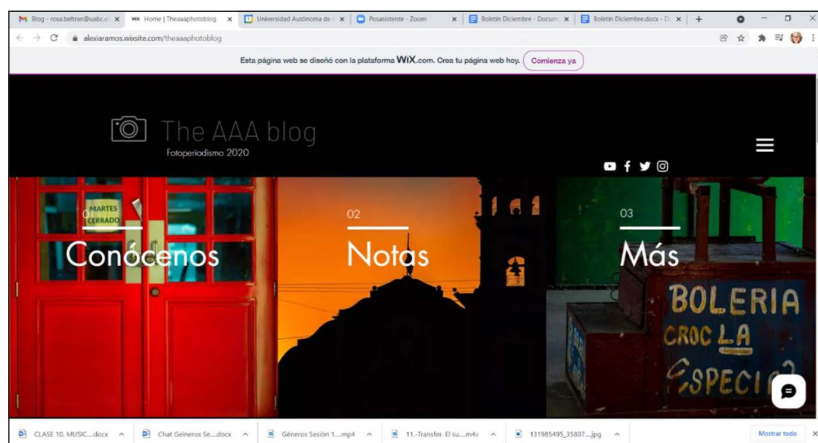 Blog - rosa.beltran@uabc.e
Home | Theaaaphotoblog
Universidad Autónoma de
Posasistente - Zoom
Boletín Diciembre - Docum
Boletin Diciembre.docx - D
alexiaramos.wixsite.com/theaaaphotoblog
Esta página web se diseñó con la plataforma WIX.com. Crea tu página web hoy. Comienza ya
The AAA blog
Fotoperiodismo 2020
MARTES
CERRADO
01
Conócenos
02
Notas
03
Más
BOLERIA
CROC LA
ESPECIA
CLASE 10. MUSIC....docx
Chat Geineros Se....docx
Géneros Sesión 1....mp4
11.-Transfer. El su....m4v
131985495_35807....jpg
Mostrar todo